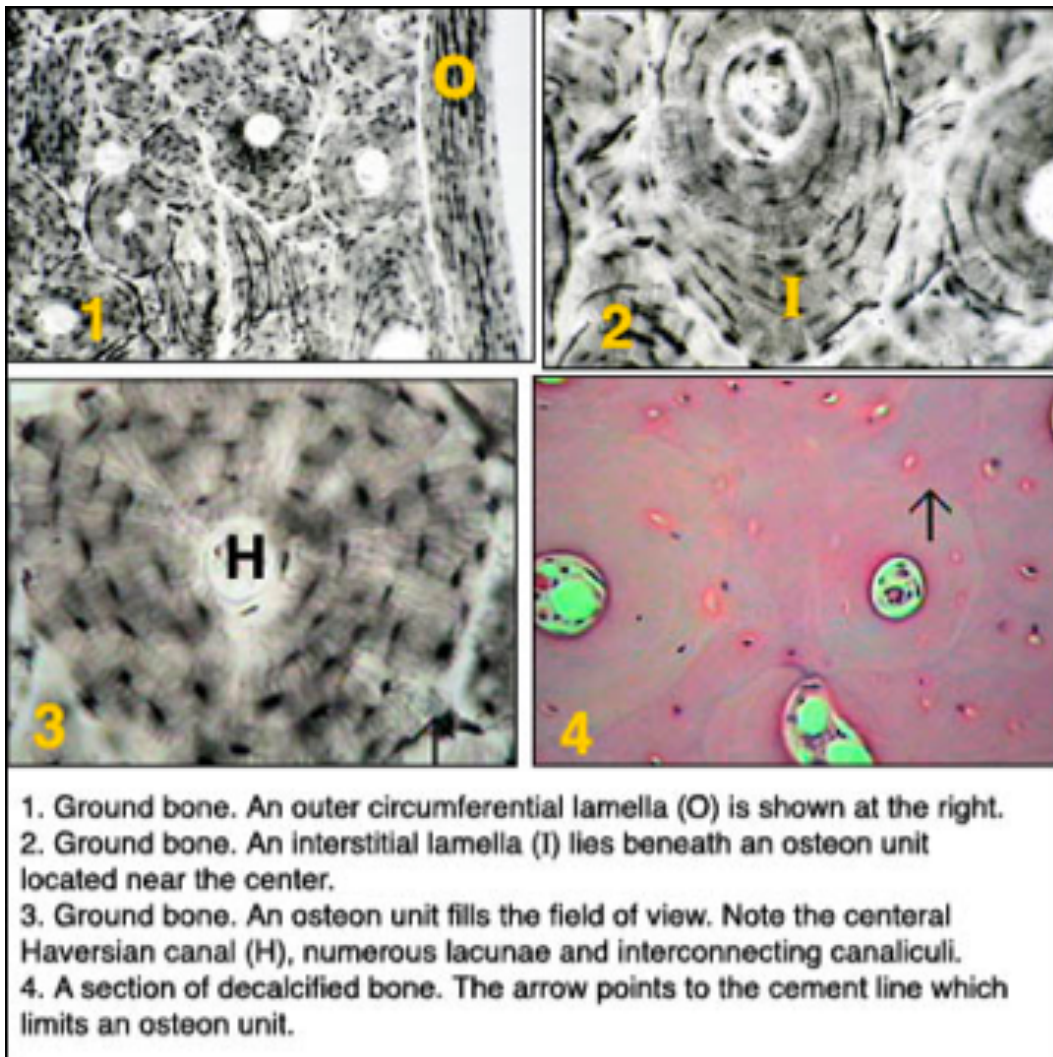 O
1
2
I
H
3
4
1. Ground bone. An outer circumferential lamella (O) is shown at the right.
2. Ground bone. An interstitial lamella (I) lies beneath an osteon unit
located near the center.
3. Ground bone. An osteon unit fills the field of view. Note the centeral
Haversian canal (H), numerous lacunae and interconnecting canaliculi.
4. A section of decalcified bone. The arrow points to the cement line which
limits an osteon unit.